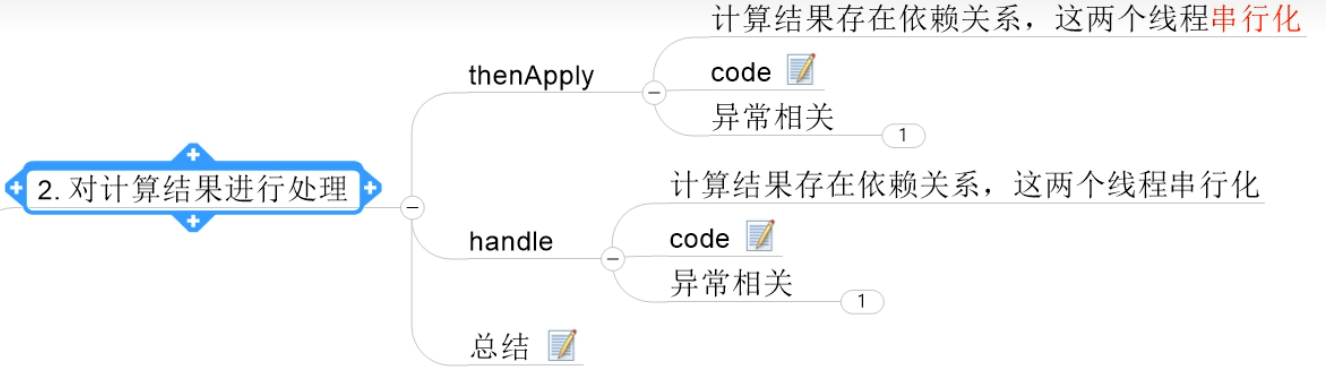 2. 对计算结果进行处理
thenApply
计算结果存在依赖关系，这两个线程串行化
code
异常相关
1
handle
计算结果存在依赖关系，这两个线程串行化
code
异常相关
1
总结